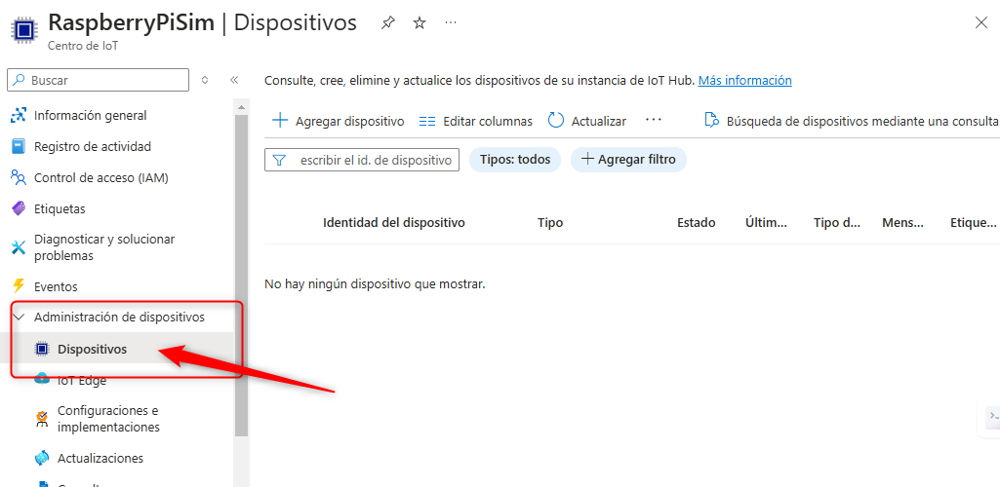 RaspberryPiSim | Dispositivos
Centro de IoT
Buscar
Información general
Registro de actividad
Control de acceso (IAM)
Etiquetas
Diagnosticar y solucionar
problemas
Eventos
Administración de dispositivos
Dispositivos
IoT Edge
Configuraciones e
implementaciones
Actualizaciones
Consulte, cree, elimine y actualice los dispositivos de su instancia de IoT Hub. Más información
Agregar dispositivo
Editar columnas
Actualizar
Búsqueda de dispositivos mediante una consulta
escribir el id. de dispositivo
Tipos: todos
Agregar filtro
Identidad del dispositivo
Tipo
Estado
Últim...
Tipo d...
Mens...
Etique...
No hay ningún dispositivo que mostrar.